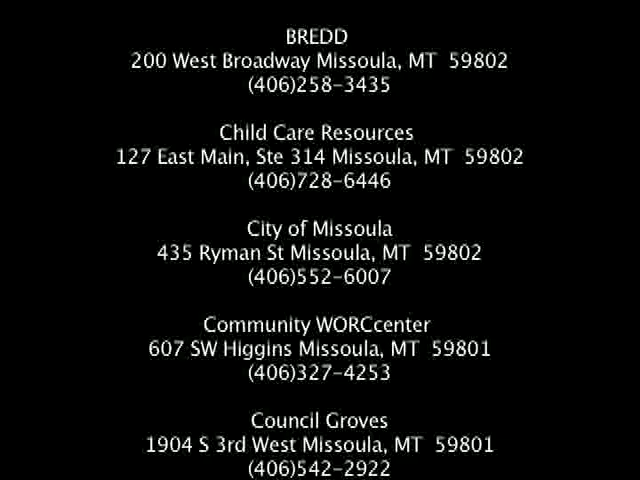 BREDD
200 West Broadway Missoula, MT  59802
(406)258-3435
Child Care Resources
127 East Main, Ste 314 Missoula, MT  59802
(406)728-6446
City of Missoula
435 Ryman St Missoula, MT  59802
(406)552-6007
Community WORCcenter
607 SW Higgins Missoula, MT  59801
(406)327-4253
Council Groves
1904 S 3rd West Missoula, MT  59801
(406)542-2922